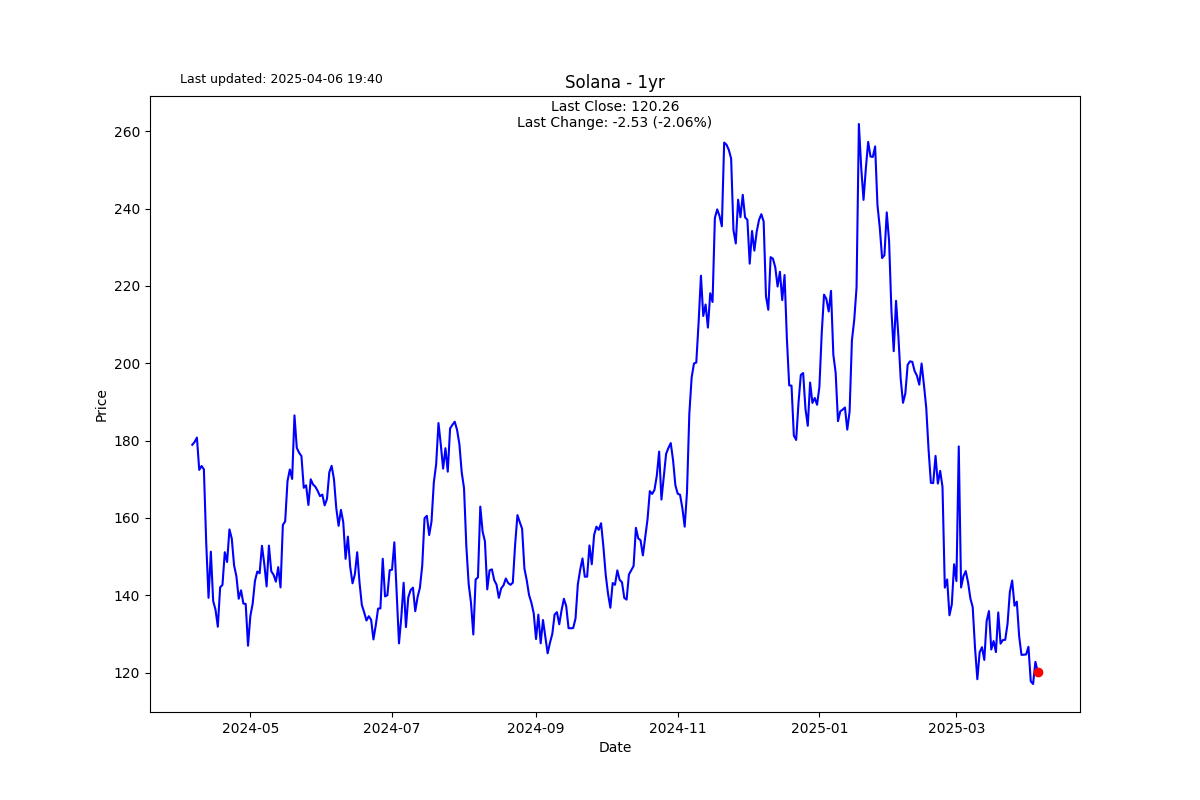 Last updated: 2025-04-06 19:40
Solana - 1yr
Last Close: 120.26
Last Change: -2.53 (-2.06%)
260
240
220
200
180
160
140
120
Price
2024-05 2024-07 2024-09 2024-11 2025-01 2025-03
Date